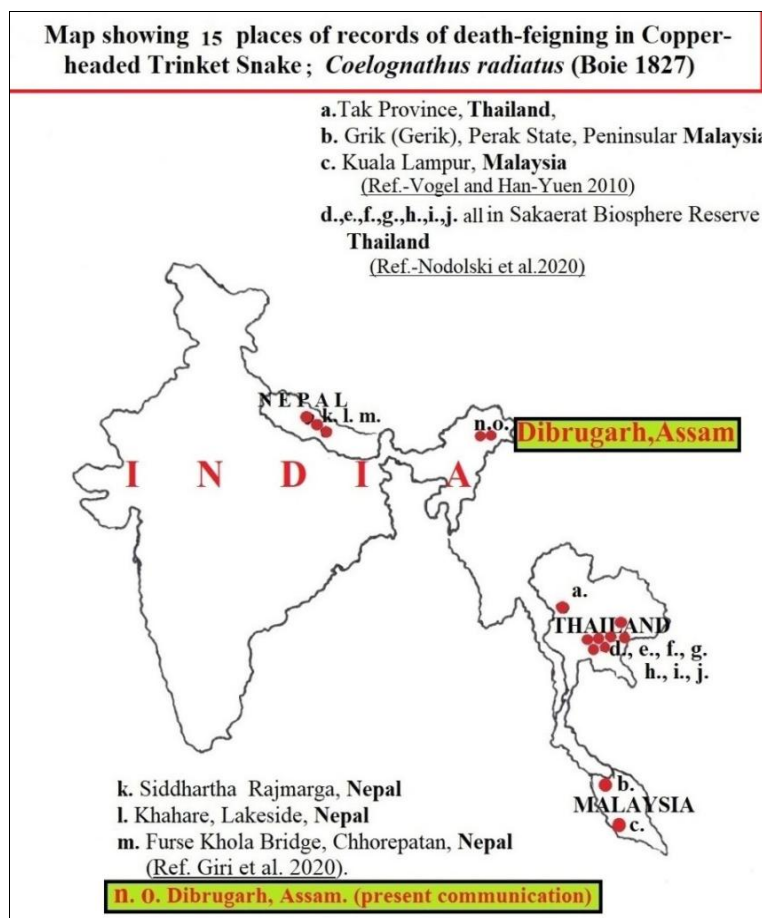 Map showing 15 places of records of death-feigning in Copper-
headed Trinket Snake; Coelognathus radiatus (Boie 1827)
a.Tak Province, Thailand,
b. Grik (Gerik), Perak State, Peninsular Malaysia
c. Kuala Lampur, Malaysia
(Ref.-Vogel and Han-Yuen 2010)
d.,e.,f.,g.,h.,i.,j. all in Sakaerat Biosphere Reserve
Thailand
(Ref.-Nodolski et al.2020)
NEPAL
k. l. m.
n.o.
Dibrugarh,Assam
I N D I A
a.
THAILAND
d., e., f., g.
h., i., j.
b.
MALAYSIA
c.
k. Siddhartha Rajmarga, Nepal
l. Khahare, Lakeside, Nepal
m. Furse Khola Bridge, Chhorepatan, Nepal
(Ref. Giri et al. 2020).
n. o. Dibrugarh, Assam. (present communication)